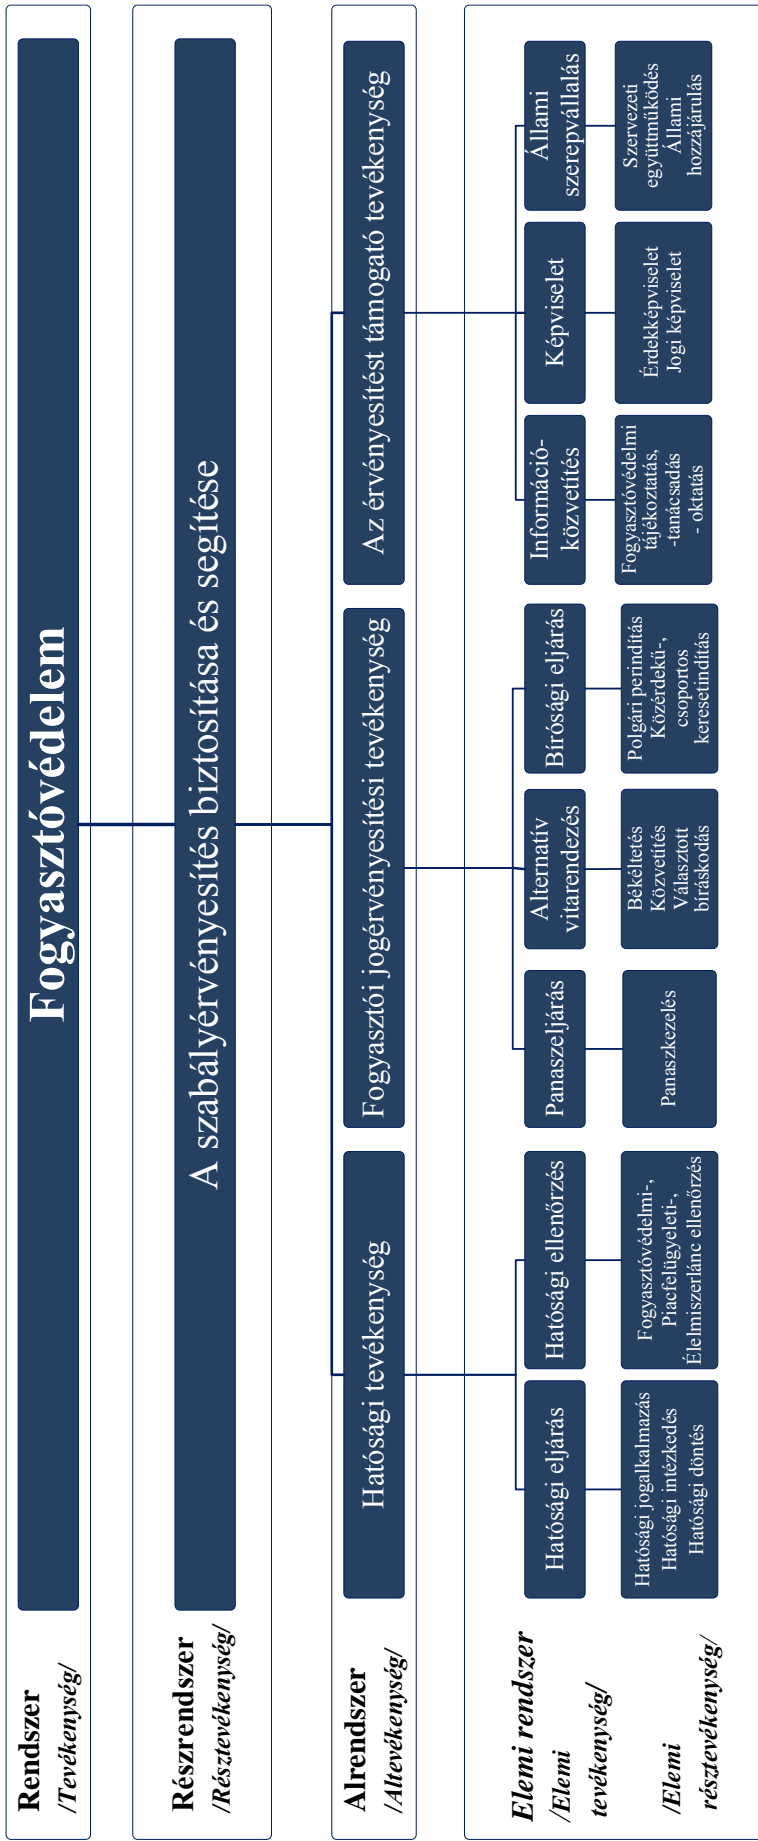 Rendszer
/Tevékenység/
Fogyasztóvédelem
Részrendszer
/Résztevékenység/
A szabályérvényesítés biztosítása és segítése
Alrendszer
/Altevékenység/
Hatósági tevékenység
Fogyasztói jogérvényesítési tevékenység
Az érvényesítést támogató tevékenység
Elemi rendszer
/Elemi
tevékenység/
Hatósági eljárás
Hatósági ellenőrzés
Panaszeljárás
Alternatív
vitarendezés
Bírósági eljárás
Információ-
közvetítés
Képviselet
Állami
szerepvállalás
/Elemi
résztevékenység/
Hatósági jogalkalmazás
Hatósági intézkedés
Hatósági döntés
Fogyasztóvédelmi-,
Piacfelügyeleti-,
Élelmiszerlánc ellenőrzés
Panaszkezelés
Békéltetés
Közvetítés
Választott
bíráskodás
Polgári perindítás
Közérdekű-,
csoportos
keresetindítás
Fogyasztóvédelmi
tájékoztatás,
-tanácsadás
- oktatás
Érdekképviselet
Jogi képviselet
Szervezeti
együttműködés
Állami
hozzájárulás